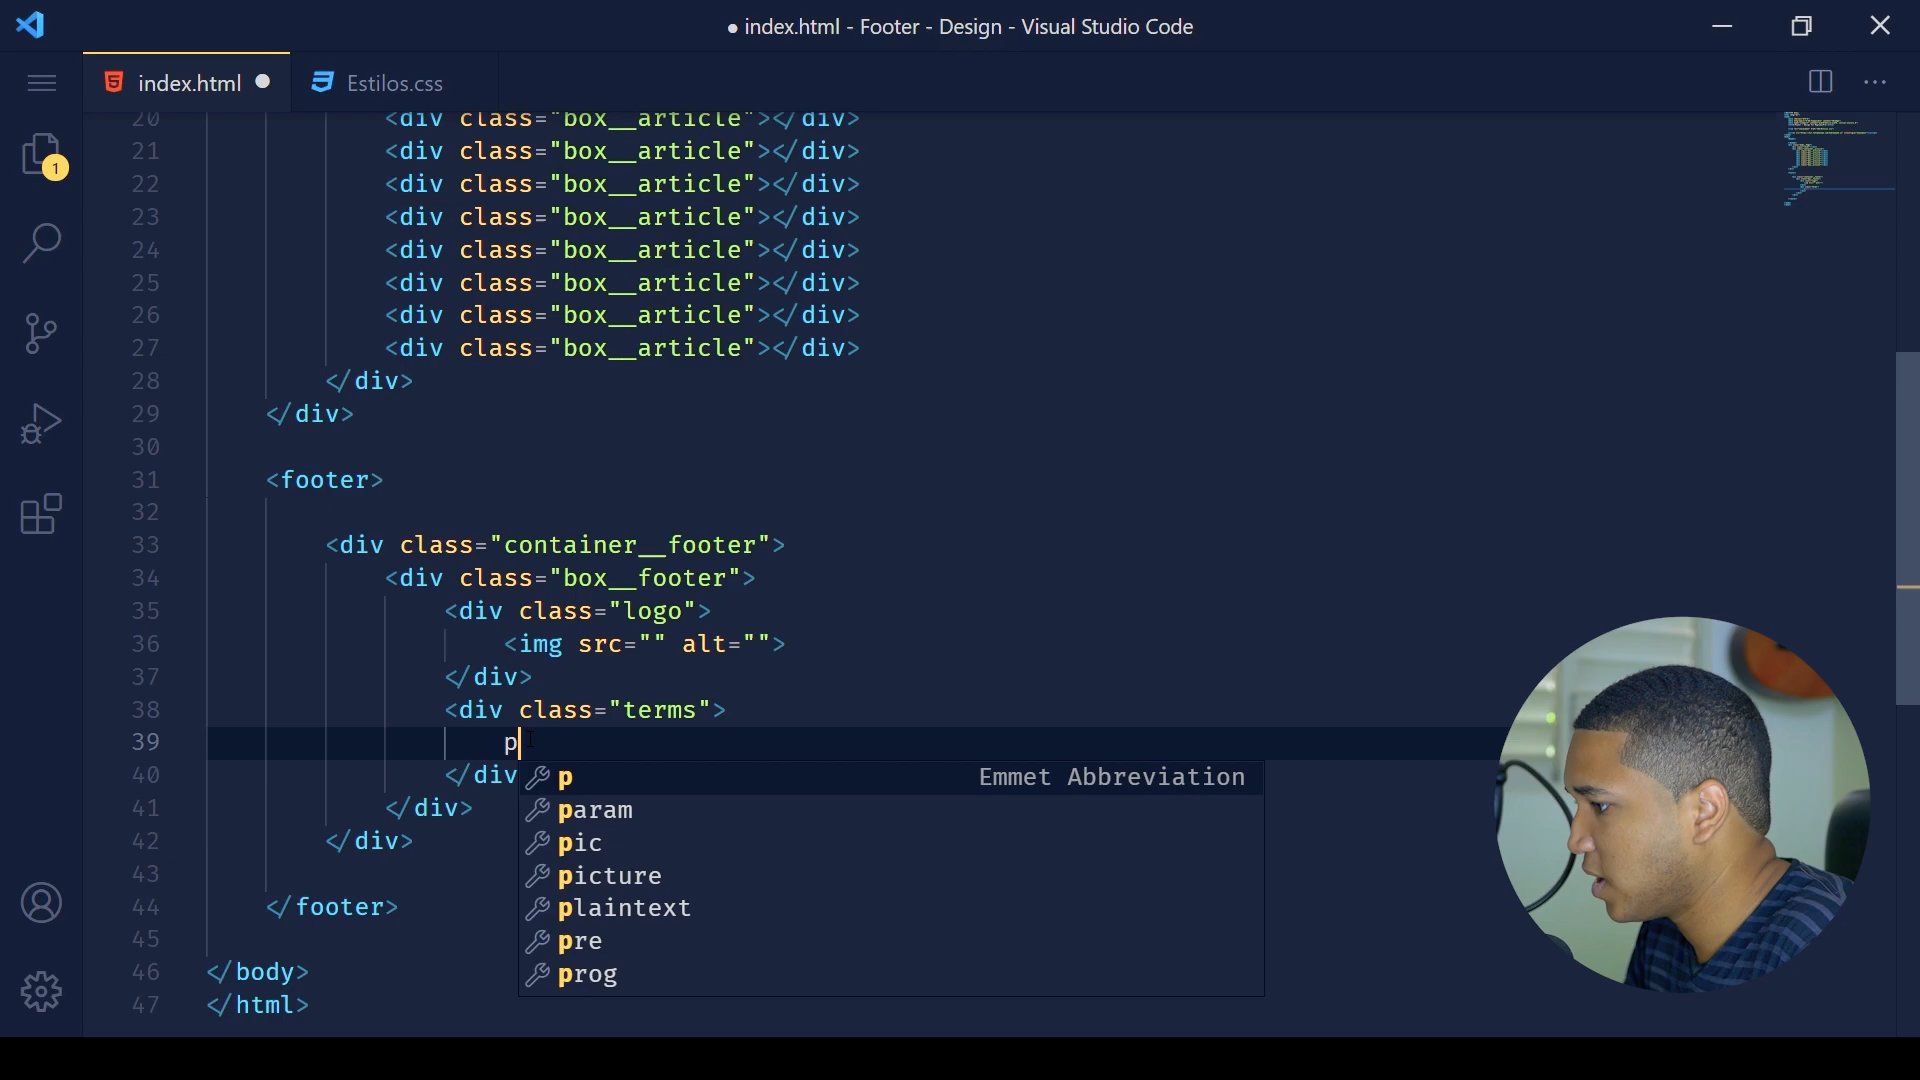 ● index.html - Footer - Design - Visual Studio Code
index.html
Estilos.css
1
20 <div class="box__article"></div>
21 <div class="box__article"></div>
22 <div class="box__article"></div>
23 <div class="box__article"></div>
24 <div class="box__article"></div>
25 <div class="box__article"></div>
26 <div class="box__article"></div>
27 <div class="box__article"></div>
28 </div>
29 </div>
30
31 <footer>
32
33 <div class="container__footer">
34 <div class="box__footer">
35 <div class="logo">
36 <img src="" alt="">
37 </div>
38 <div class="terms">
39 p
40 </div
41 </div>
42 </div>
43
44 </footer>
45
46 </body>
47 </html>
p Emmet Abbreviation
param
pic
picture
plaintext
pre
prog